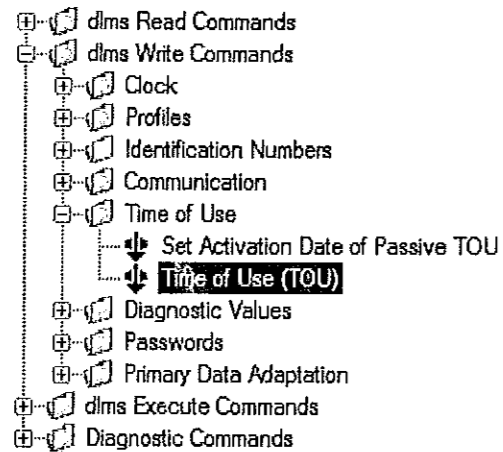 dlms Read Commands
dlms Write Commands
Clock
Profiles
Identification Numbers
Communication
Time of Use
Set Activation Date of Passive TOU
Time of Use (TOU)
Diagnostic Values
Passwords
Primary Data Adaptation
dlms Execute Commands
Diagnostic Commands